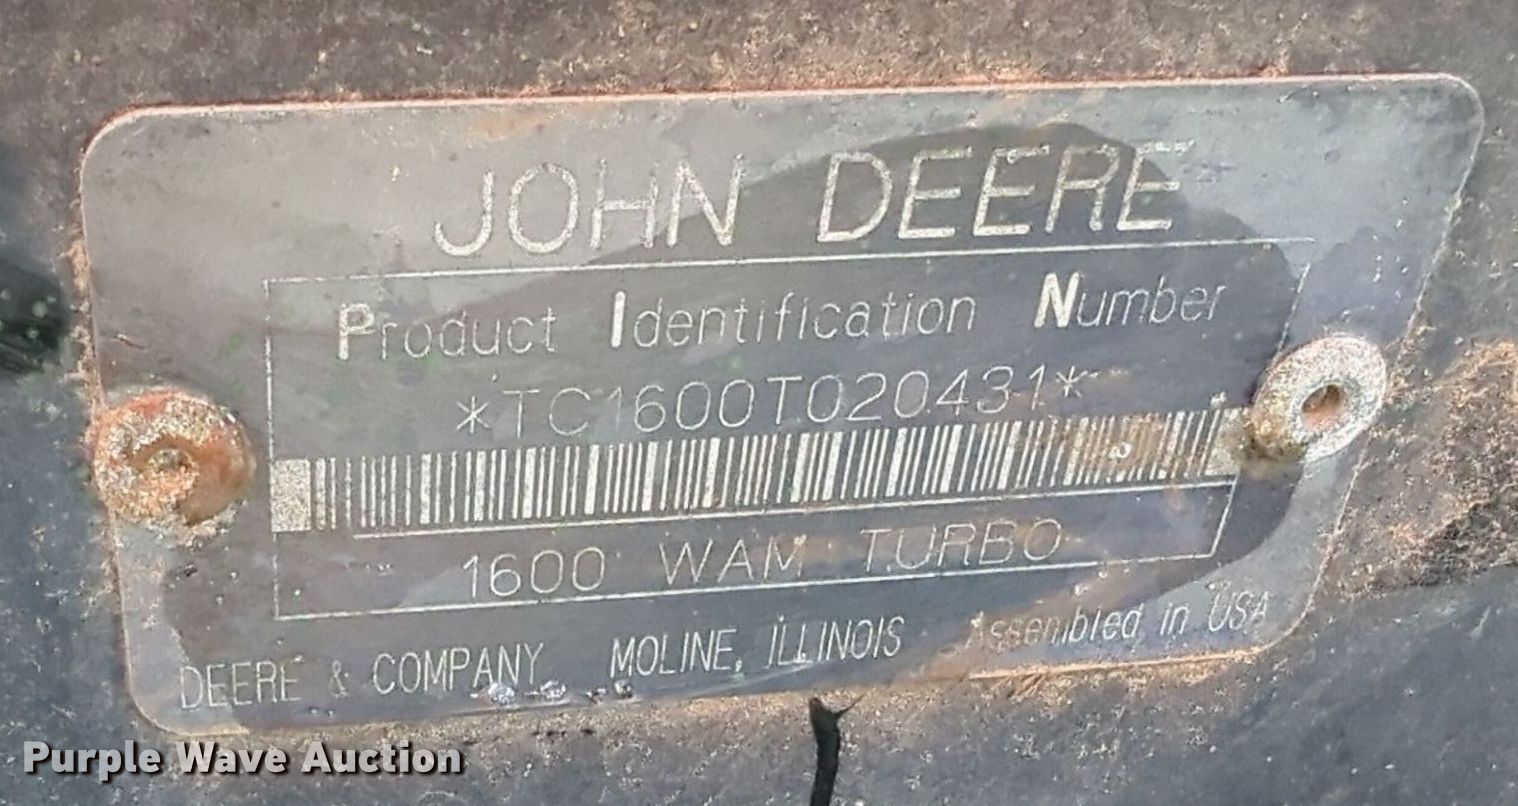 JOHN DEERE
Product Identification Number
*TC1600T020431*
1600 WAM TURBO
DEERE & COMPANY MOLINE, ILLINOIS Assembled in USA
Purple Wave Auction